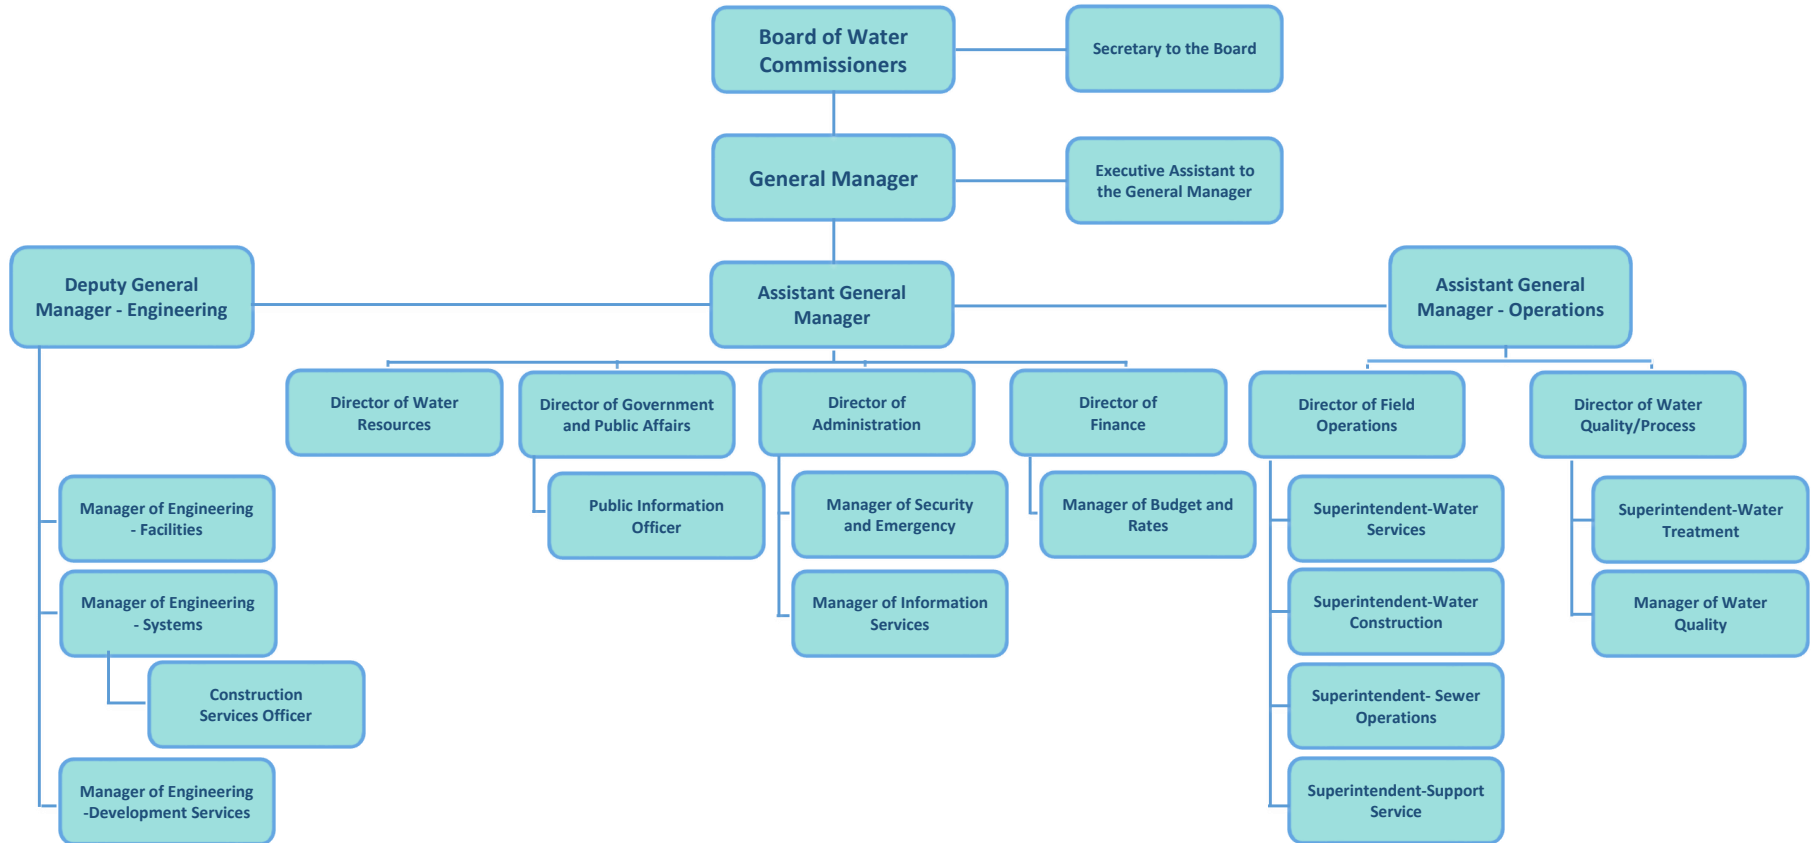 Board of Water
Commissioners
Secretary to the Board
General Manager
Executive Assistant to
the General Manager
Deputy General
Manager - Engineering
Assistant General
Manager
Assistant General
Manager - Operations
Director of Water
Resources
Director of Government
and Public Affairs
Director of
Administration
Director of
Finance
Director of Field
Operations
Director of Water
Quality/Process
Manager of Engineering
- Facilities
Manager of Engineering
- Systems
Construction
Services Officer
Manager of Engineering
-Development Services
Public Information
Officer
Manager of Security
and Emergency
Manager of Information
Services
Manager of Budget and
Rates
Superintendent-Water
Services
Superintendent-Water
Construction
Superintendent- Sewer
Operations
Superintendent-Support
Service
Superintendent-Water
Treatment
Manager of Water
Quality